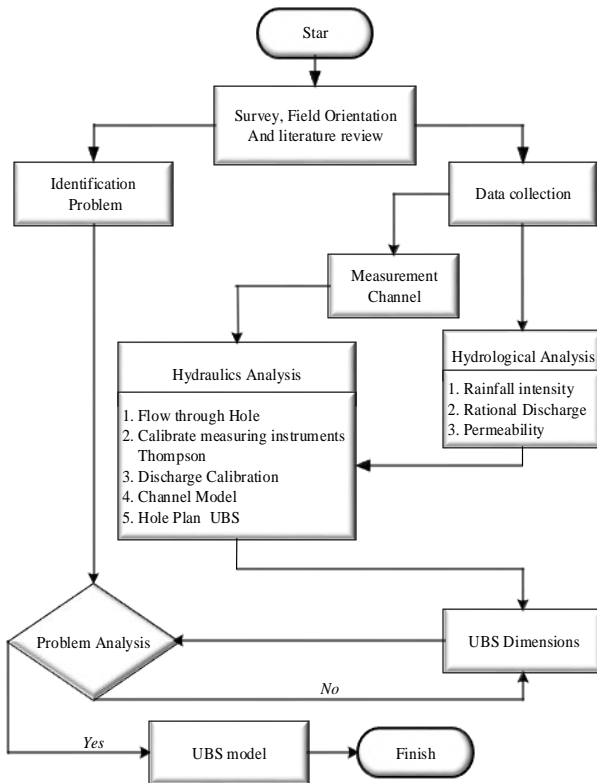 Star
Survey, Field Orientation
And literature review
Identification
Problem
Data collection
Measurement
Channel
Hydraulics Analysis
1. Flow through Hole
2. Calibrate measuring instruments
Thompson
3. Discharge Calibration
4. Channel Model
5. Hole Plan UBS
Hydrological Analysis
1. Rainfall intensity
2. Rational Discharge
3. Permeability
Problem Analysis
UBS Dimensions
No
Yes
UBS model
Finish